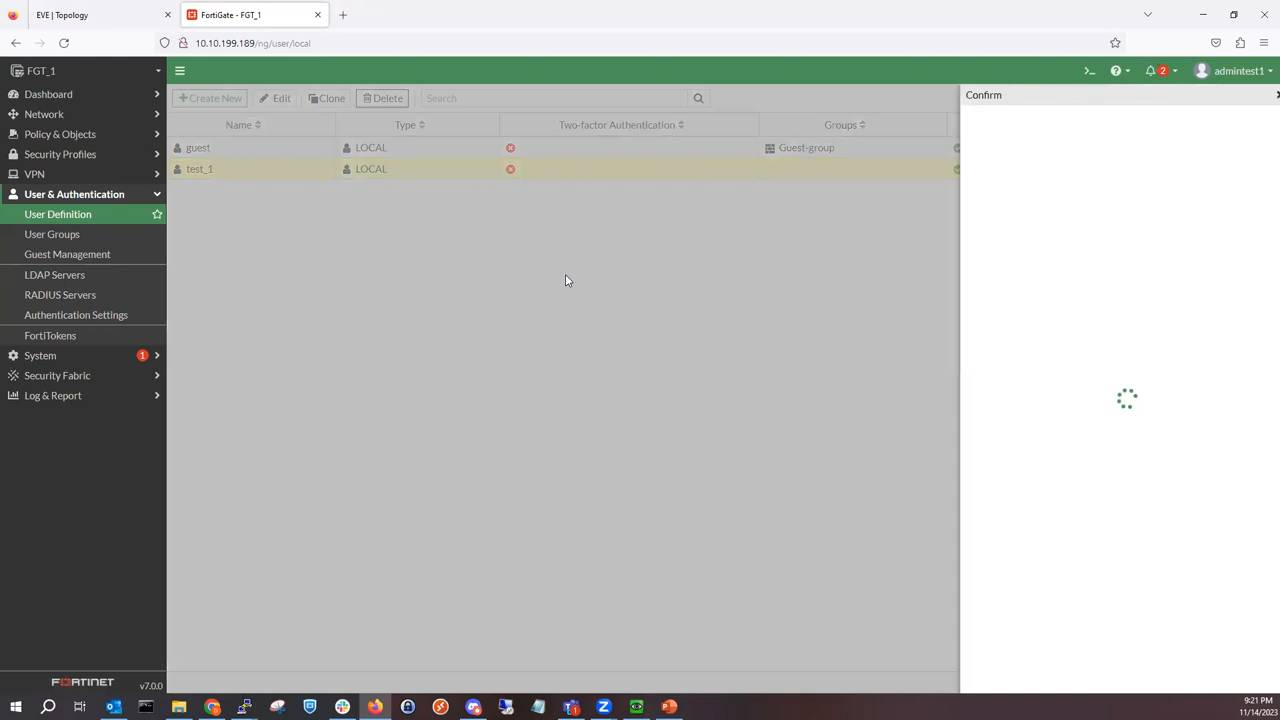 EVE | Topology
FortiGate - FGT_1
10.10.199.189/ng/user/local
FGT_1
2
admintest1
Dashboard
Network
Policy & Objects
Security Profiles
VPN
User & Authentication
User Definition
User Groups
Guest Management
LDAP Servers
RADIUS Servers
Authentication Settings
FortiTokens
System 1
Security Fabric
Log & Report
FORTINET v7.0.0
Create New Edit Clone Delete Search
Name Type Two-factor Authentication Groups
guest LOCAL Guest-group
test_1 LOCAL
Confirm
9:21 PM
11/14/2023